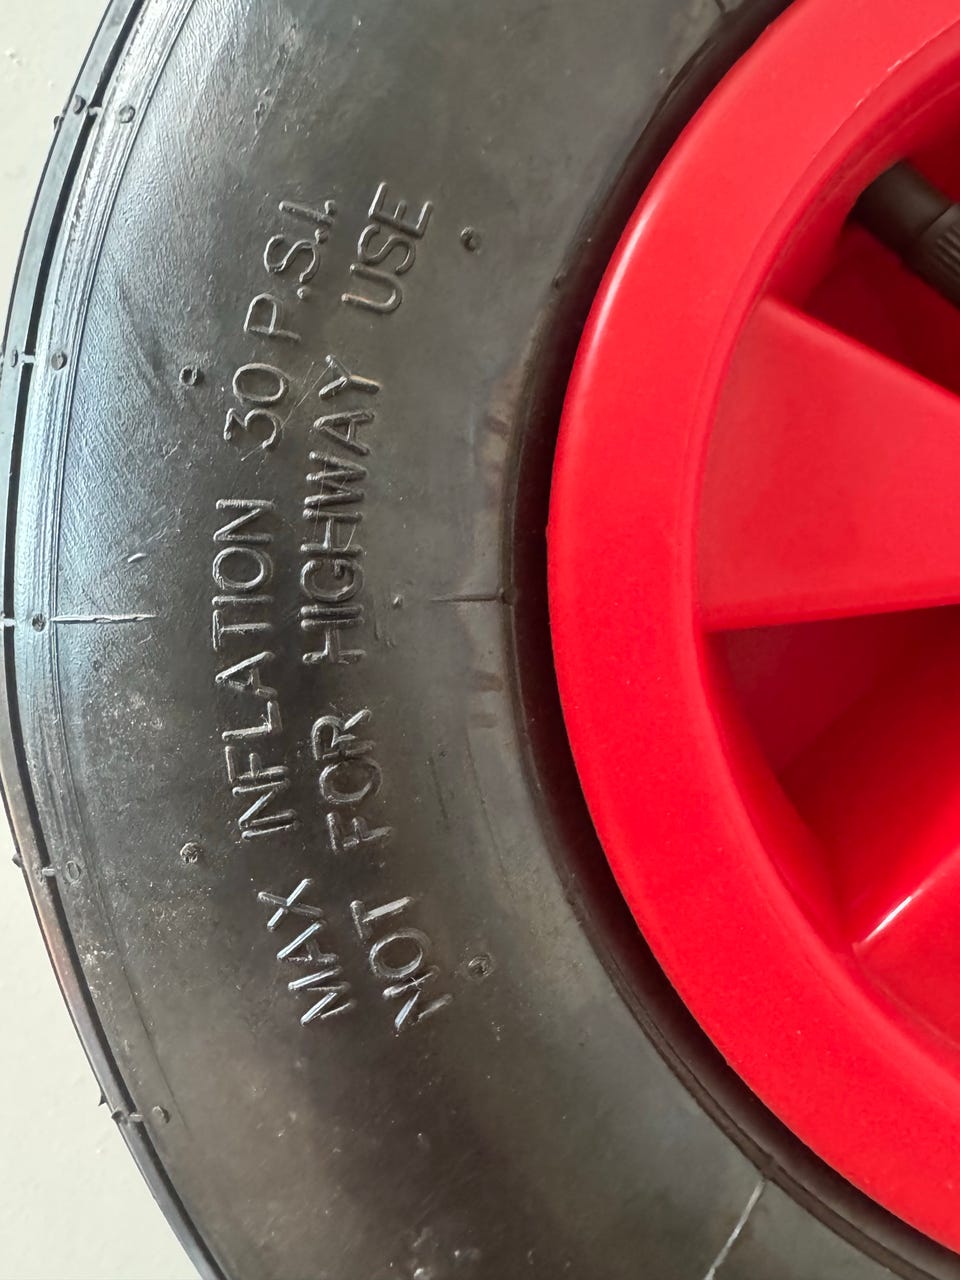 MAX INFLATION 30 P.S.I.
NOT FOR HIGHWAY USE